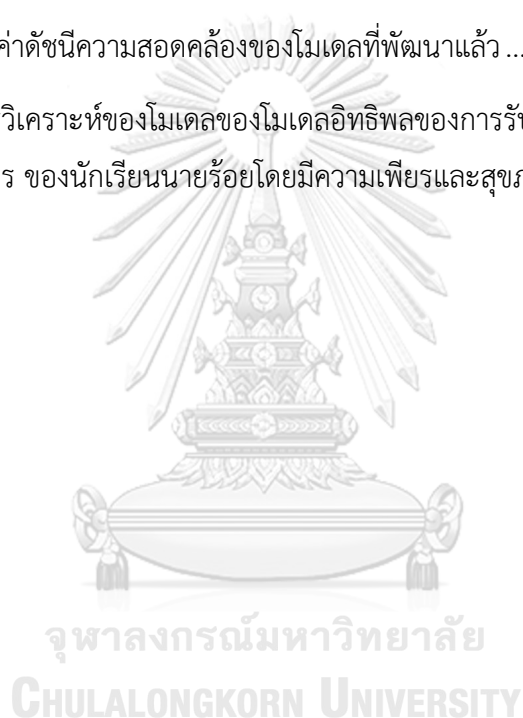 ค่าดัชนีความสอดคล้องของโมเดลที่พัฒนาแล้ว ...
วิเคราะห์ของโมเดลของโมเดลอิทธิพลของการรั
ร ของนักเรียนนายร้อยโดยมีความเพียรและสุข
จุฬาลงกรณ์มหาวิทยาลัย
CHULALONGKORN UNIVERSITY